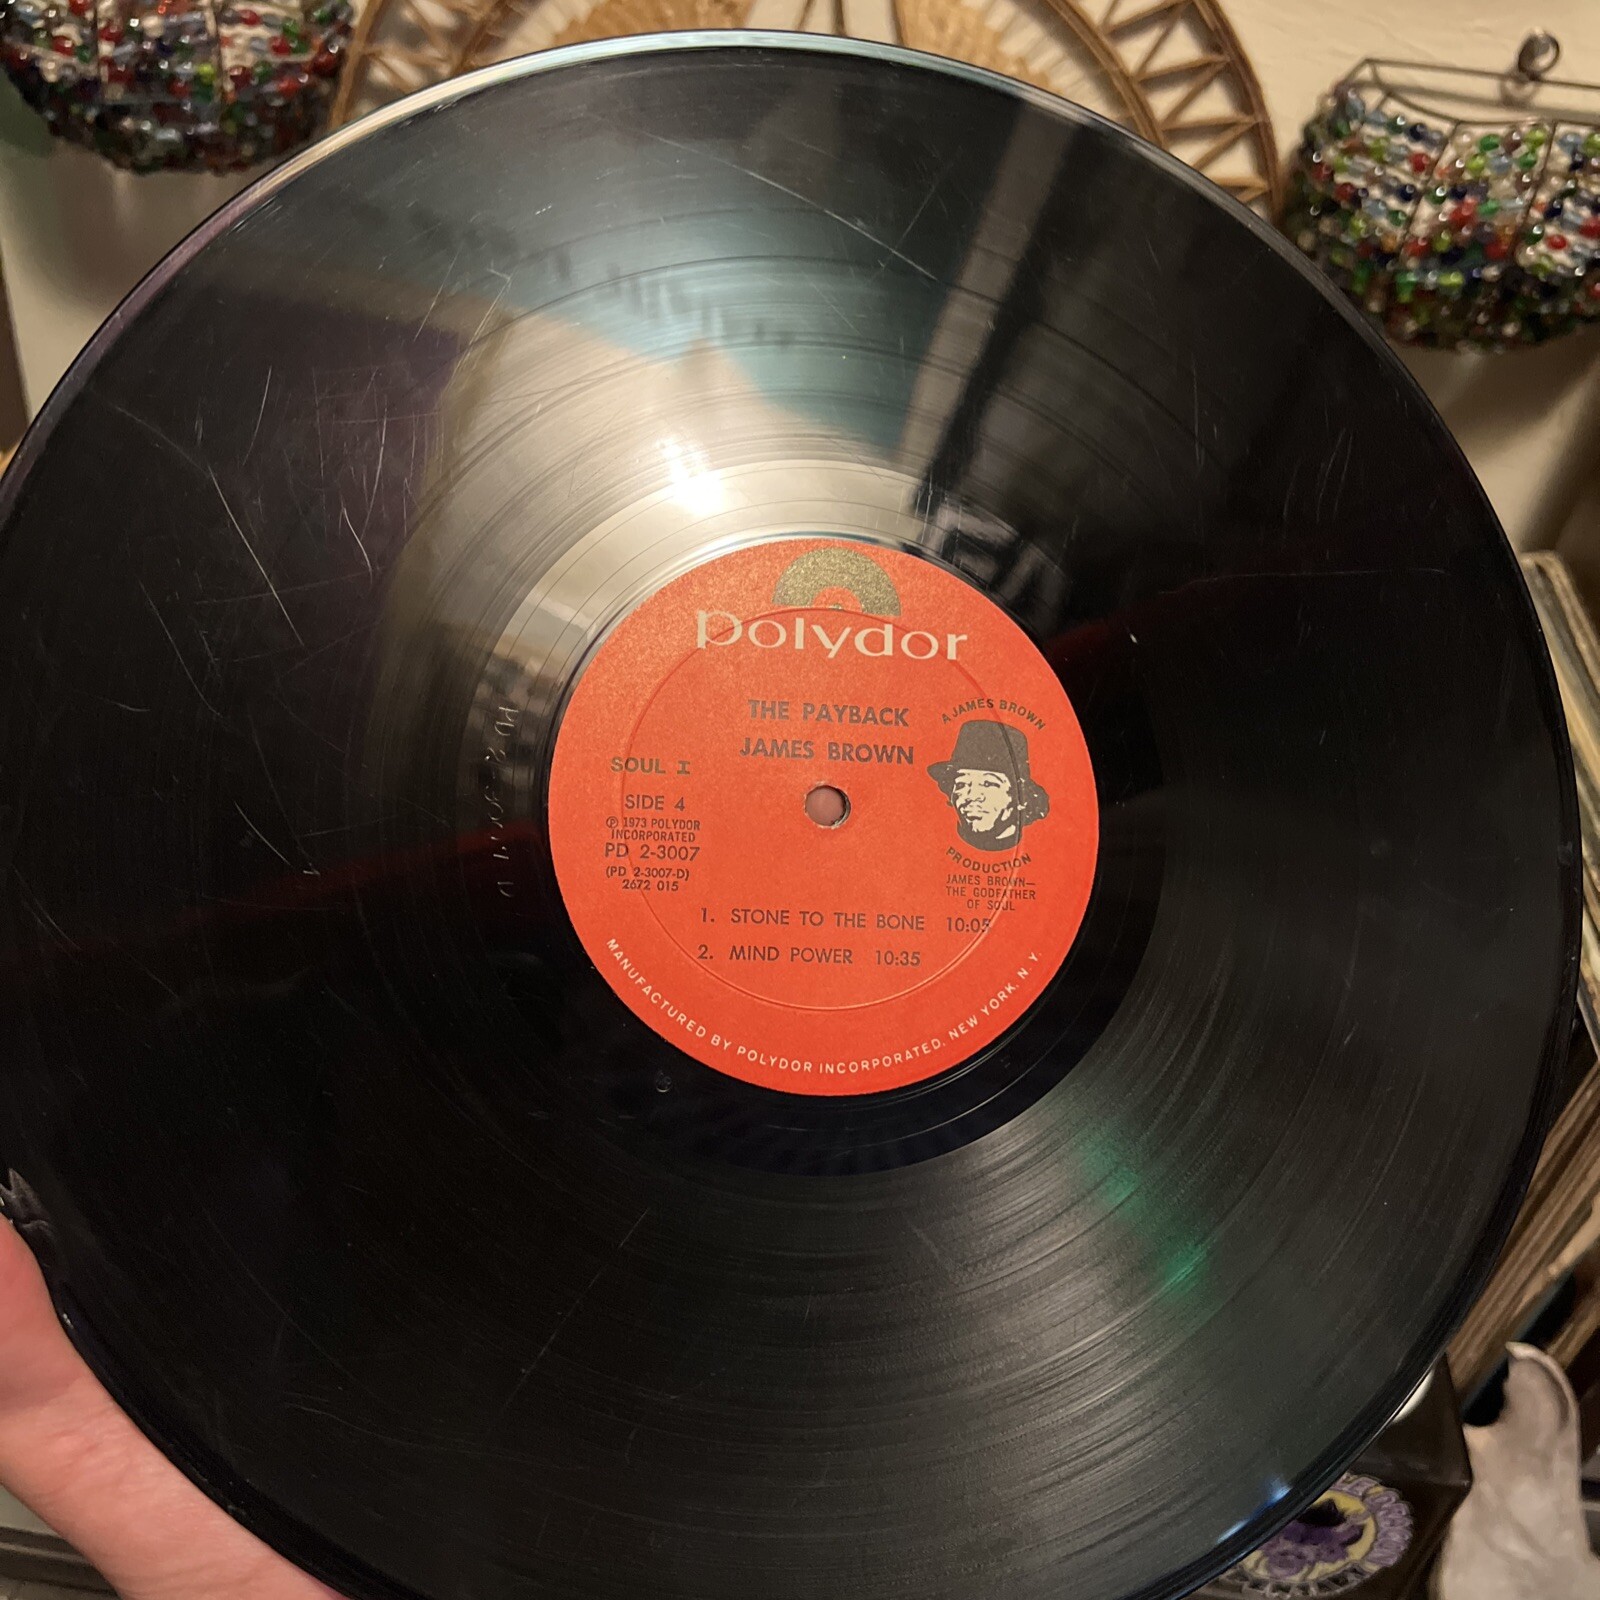 polydor
THE PAYBACK
JAMES BROWN
SOUL I
SIDE 4
℗ 1973 POLYDOR
INCORPORATED
PD 2-3007
(PD 2-3007-D)
2672 015
A JAMES BROWN
PRODUCTION
JAMES BROWN—
THE GODFATHER
OF SOUL
1. STONE TO THE BONE 10:05
2. MIND POWER 10:35
MANUFACTURED BY POLYDOR INCORPORATED, NEW YORK, N.Y.